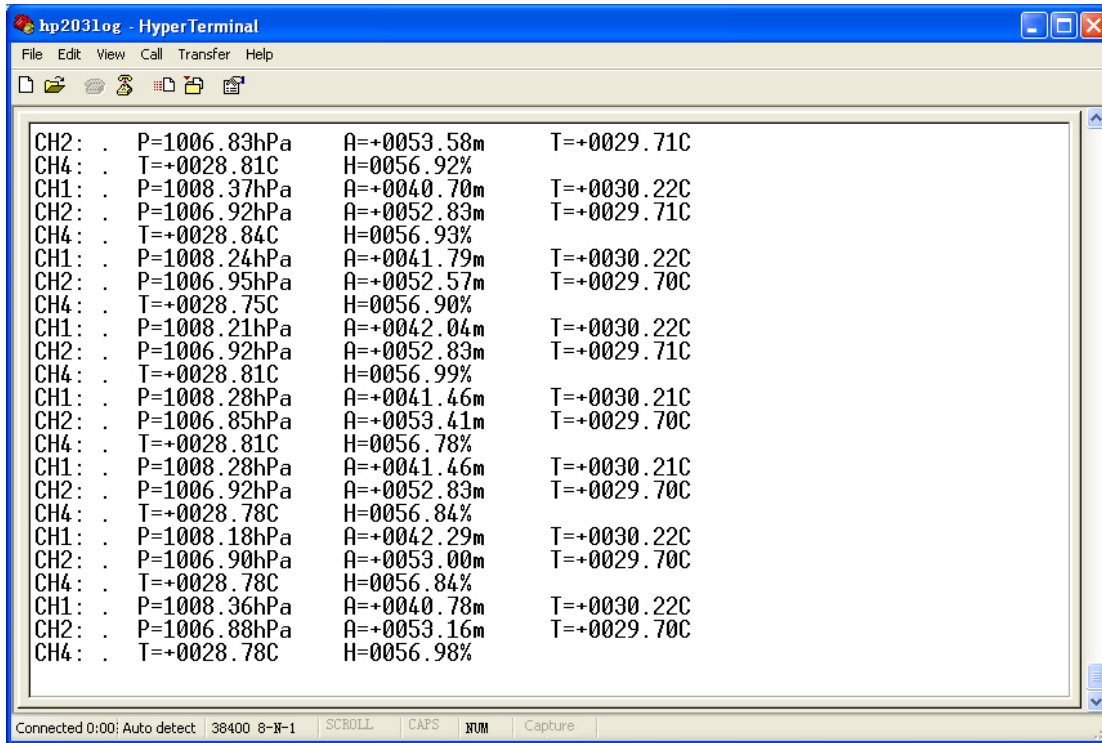 hp203log - HyperTerminal
File Edit View Call Transfer Help
CH2: . P=1006.83hPa A=+0053.58m T=+0029.71C
CH4: . T=+0028.81C H=0056.92%
CH1: . P=1008.37hPa A=+0040.70m T=+0030.22C
CH2: . P=1006.92hPa A=+0052.83m T=+0029.71C
CH4: . T=+0028.84C H=0056.93%
CH1: . P=1008.24hPa A=+0041.79m T=+0030.22C
CH2: . P=1006.95hPa A=+0052.57m T=+0029.70C
CH4: . T=+0028.75C H=0056.90%
CH1: . P=1008.21hPa A=+0042.04m T=+0030.22C
CH2: . P=1006.92hPa A=+0052.83m T=+0029.71C
CH4: . T=+0028.81C H=0056.99%
CH1: . P=1008.28hPa A=+0041.46m T=+0030.21C
CH2: . P=1006.85hPa A=+0053.41m T=+0029.70C
CH4: . T=+0028.81C H=0056.78%
CH1: . P=1008.28hPa A=+0041.46m T=+0030.21C
CH2: . P=1006.92hPa A=+0052.83m T=+0029.70C
CH4: . T=+0028.78C H=0056.84%
CH1: . P=1008.18hPa A=+0042.29m T=+0030.22C
CH2: . P=1006.90hPa A=+0053.00m T=+0029.70C
CH4: . T=+0028.78C H=0056.84%
CH1: . P=1008.36hPa A=+0040.78m T=+0030.22C
CH2: . P=1006.88hPa A=+0053.16m T=+0029.70C
CH4: . T=+0028.78C H=0056.98%
Connected 0:00: Auto detect 38400 8-N-1 SCROLL CAPS NUM Capture